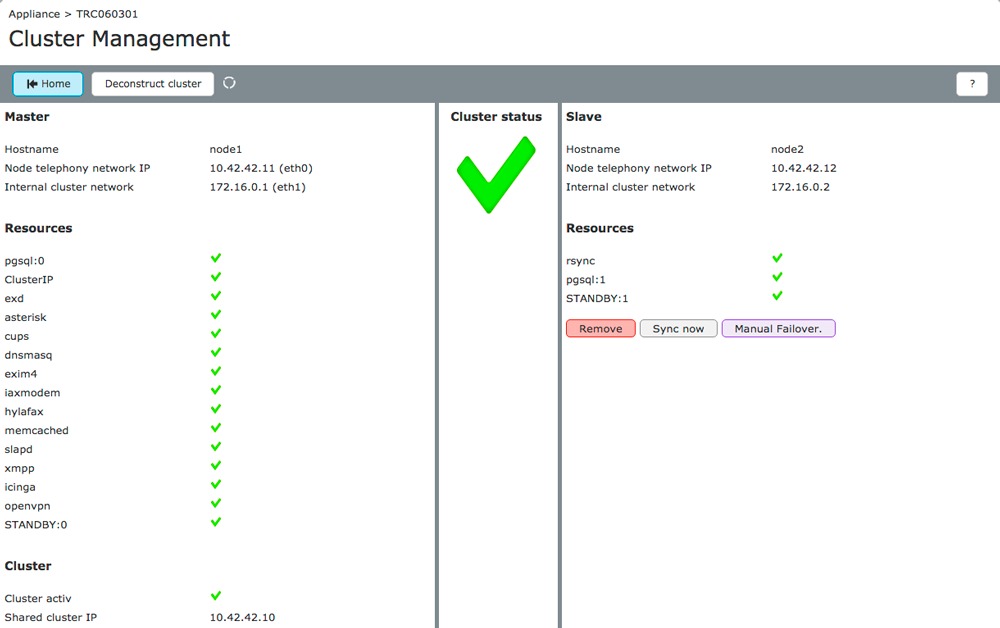 Appliance > TRC060301
Cluster Management
Home
Deconstruct cluster
?
Master
Hostname node1
Node telephony network IP 10.42.42.11 (eth0)
Internal cluster network 172.16.0.1 (eth1)
Resources
pgsql:0
ClusterIP
exd
asterisk
cups
dnsmasq
exim4
iaxmodem
hylafax
memcached
slapd
xmpp
icinga
openvpn
STANDBY:0
Cluster
Cluster activ
Shared cluster IP 10.42.42.10
Cluster status
Slave
Hostname node2
Node telephony network IP 10.42.42.12
Internal cluster network 172.16.0.2
Resources
rsync
pgsql:1
STANDBY:1
Remove Sync now Manual Failover.